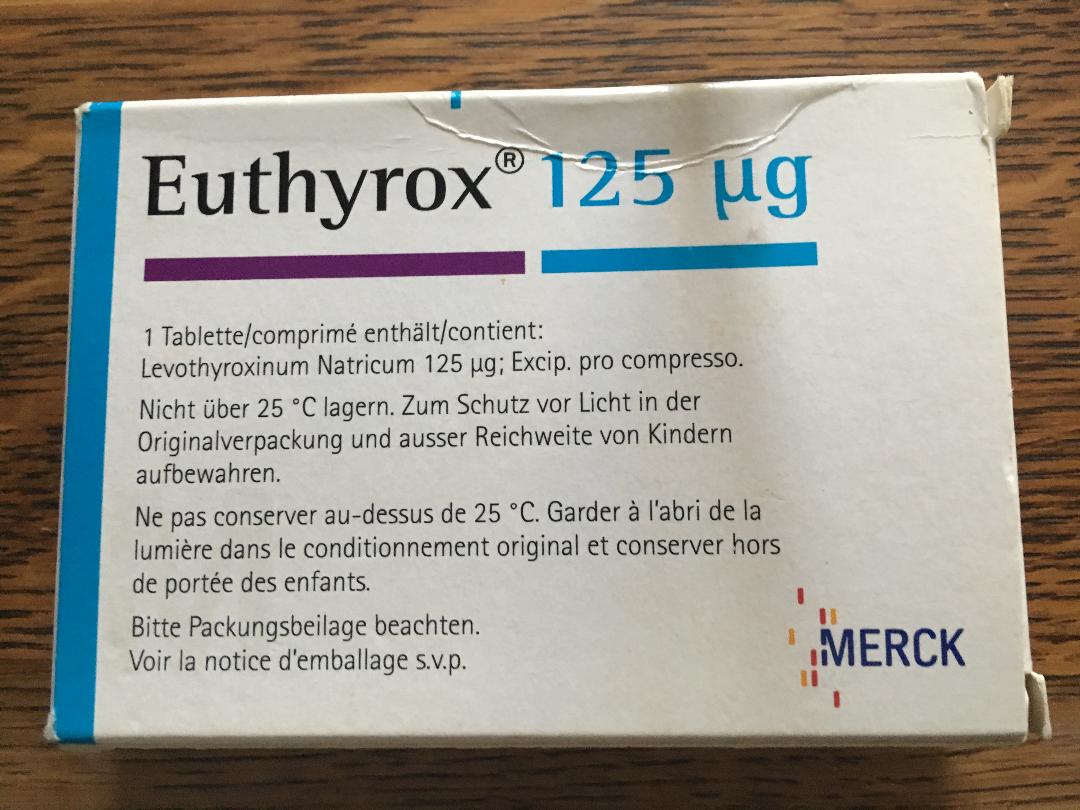 Euthyrox® 125 µg
1 Tablette/comprimé enthält/contient:
Levothyroxinum Natricum 125 µg; Excip. pro compresso.
Nicht über 25 °C lagern. Zum Schutz vor Licht in der
Originalverpackung und ausser Reichweite von Kindern
aufbewahren.
Ne pas conserver au-dessus de 25 °C. Garder à l'abri de la
lumière dans le conditionnement original et conserver hors
de portée des enfants.
Bitte Packungsbeilage beachten.
Voir la notice d'emballage s.v.p.
MERCK